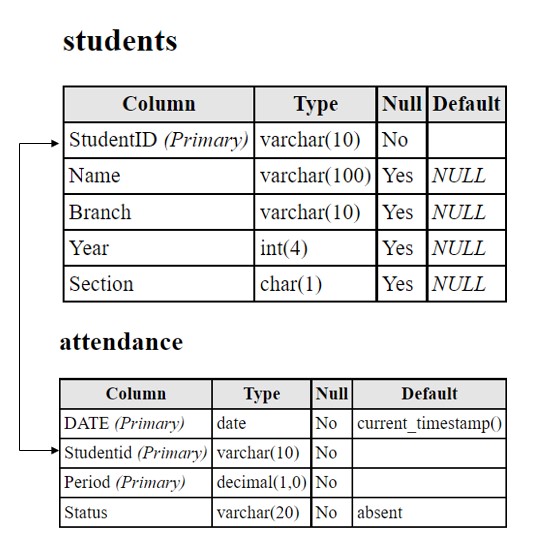 students
Column Type Null Default
StudentID (Primary) varchar(10) No
Name varchar(100) Yes NULL
Branch varchar(10) Yes NULL
Year int(4) Yes NULL
Section char(1) Yes NULL
attendance
Column Type Null Default
DATE (Primary) date No current_timestamp()
Studentid (Primary) varchar(10) No
Period (Primary) decimal(1,0) No
Status varchar(20) No absent